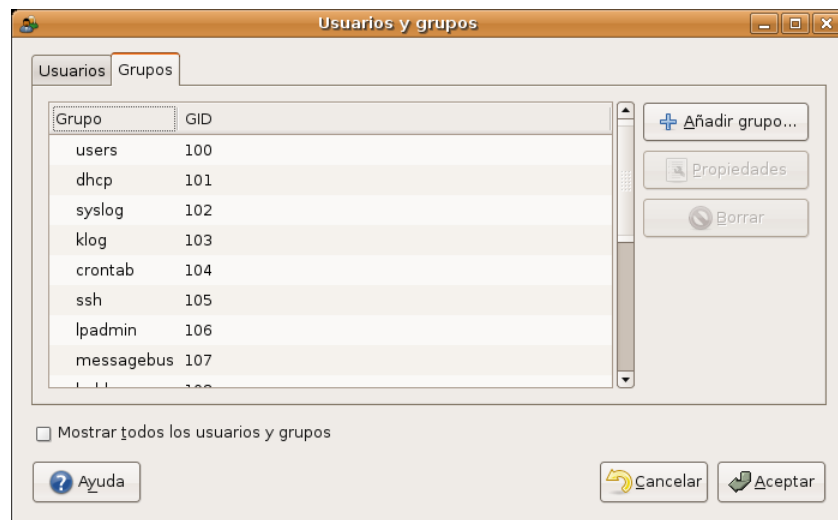 Usuarios y grupos
Usuarios Grupos
Grupo GID
users 100
dhcp 101
syslog 102
klog 103
crontab 104
ssh 105
lpadmin 106
messagebus 107
Añadir grupo...
Propiedades
Borrar
Mostrar todos los usuarios y grupos
Ayuda Cancelar Aceptar